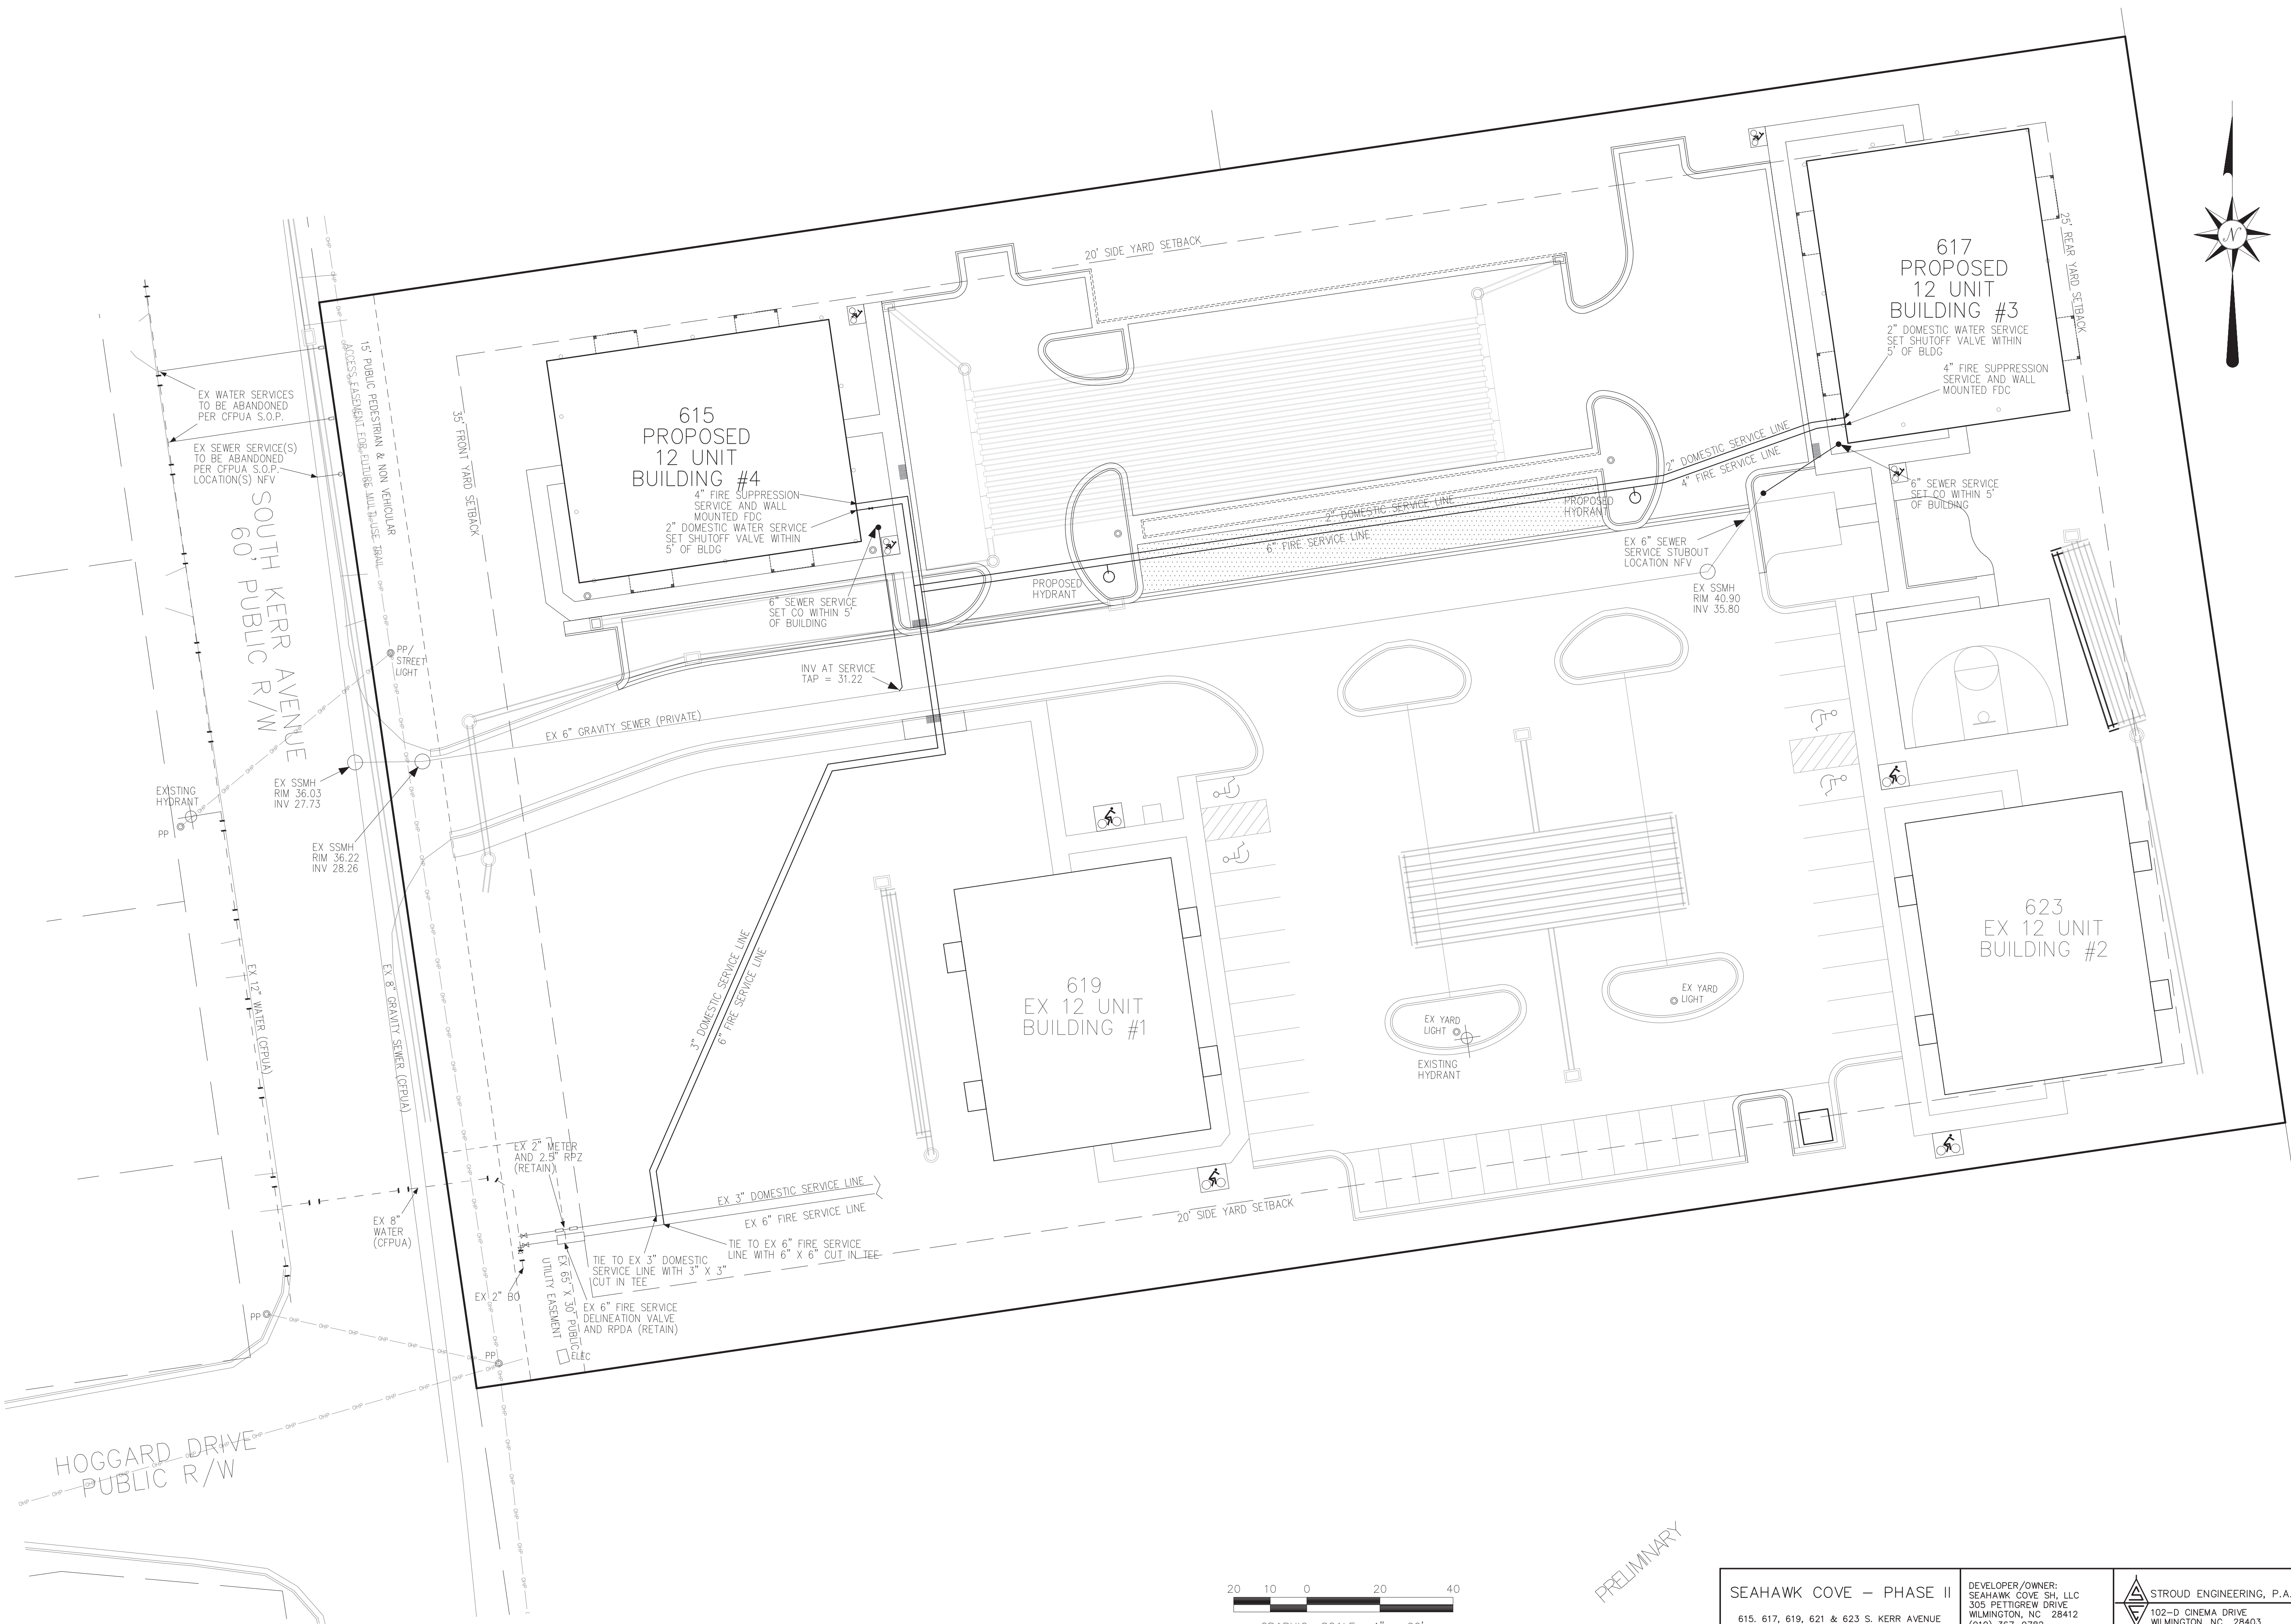 20' SIDE YARD SETBACK
25' REAR YARD SETBACK
617
PROPOSED
12 UNIT
BUILDING #3
2" DOMESTIC WATER SERVICE
SET SHUTOFF VALVE WITHIN
5' OF BLDG
4" FIRE SUPPRESSION
SERVICE AND WALL
MOUNTED FDC
N
615
PROPOSED
12 UNIT
BUILDING #4
4" FIRE SUPPRESSION
SERVICE AND WALL
MOUNTED FDC
2" DOMESTIC WATER SERVICE
SET SHUTOFF VALVE WITHIN
5' OF BLDG
EX WATER SERVICES
TO BE ABANDONED
PER CFPUA S.O.P.
EX SEWER SERVICE(S)
TO BE ABANDONED
PER CFPUA S.O.P.
LOCATION(S) NFV
15' PUBLIC PEDESTRIAN & NON VEHICULAR
ACCESS EASEMENT FOR FUTURE MULTI USE TRAIL
35' FRONT YARD SETBACK
SOUTH KERR AVENUE
60' PUBLIC R/W
2" DOMESTIC SERVICE LINE
4" FIRE SERVICE LINE
2" DOMESTIC SERVICE LINE
6" FIRE SERVICE LINE
PROPOSED
HYDRANT
PROPOSED
HYDRANT
6" SEWER SERVICE
SET CO WITHIN 5'
OF BUILDING
EX 6" SEWER
SERVICE STUBOUT
LOCATION NFV
EX SSMH
RIM 40.90
INV 35.80
6" SEWER SERVICE
SET CO WITHIN 5'
OF BUILDING
INV AT SERVICE
TAP = 31.22
PP/
STREET
LIGHT
EX 6" GRAVITY SEWER (PRIVATE)
EXISTING
HYDRANT
PP
EX SSMH
RIM 36.03
INV 27.73
EX SSMH
RIM 36.22
INV 28.26
EX 12" WATER (CFPUA)
EX 8" GRAVITY SEWER (CFPUA)
3" DOMESTIC SERVICE LINE
6" FIRE SERVICE LINE
619
EX 12 UNIT
BUILDING #1
623
EX 12 UNIT
BUILDING #2
EX YARD
LIGHT
EX YARD
LIGHT
EXISTING
HYDRANT
EX 2" METER
AND 2.5" RPZ
(RETAIN)
EX 3" DOMESTIC SERVICE LINE
EX 6" FIRE SERVICE LINE
20' SIDE YARD SETBACK
EX 8"
WATER
(CFPUA)
TIE TO EX 6" FIRE SERVICE
LINE WITH 6" X 6" CUT IN TEE
TIE TO EX 3" DOMESTIC
SERVICE LINE WITH 3" X 3"
CUT IN TEE
EX 2" BO
EX 65' X 30' PUBLIC
UTILITY EASEMENT
EX 6" FIRE SERVICE
DELINEATION VALVE
AND RPDA (RETAIN)
ELEC
PP
PP
HOGGARD DRIVE
PUBLIC R/W
20 10 0 20 40
PRELIMINARY
SEAHAWK COVE – PHASE II
615, 617, 619, 621 & 623 S. KERR AVENUE
DEVELOPER/OWNER:
SEAHAWK COVE SH, LLC
305 PETTIGREW DRIVE
WILMINGTON, NC 28412
STROUD ENGINEERING, P.A.
102-D CINEMA DRIVE
WILMINGTON, NC 28403